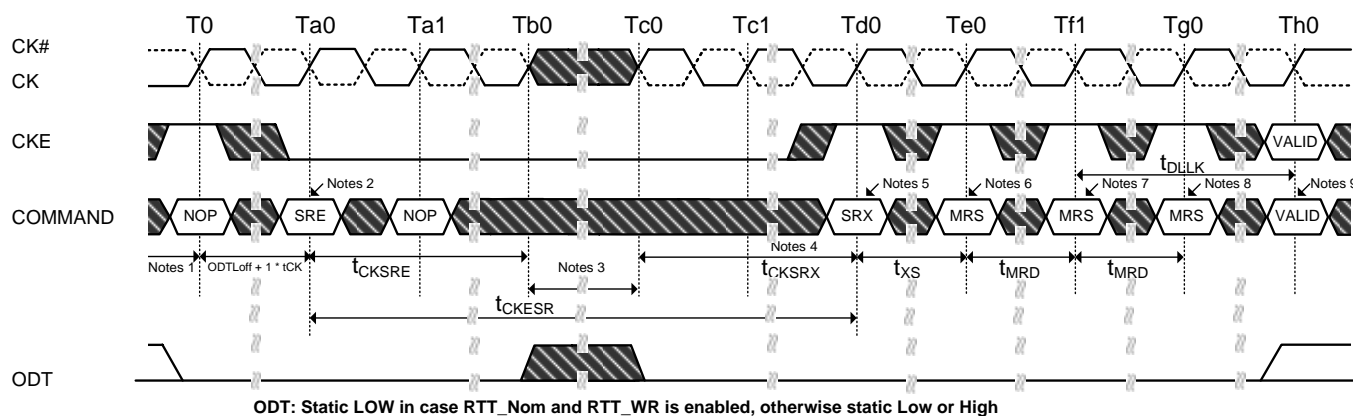 T0 Ta0 Ta1 Tb0 Tc0 Tc1 Td0 Te0 Tf1 Tg0 Th0
CK#
CK
CKE
VALID
tDLLK
Notes 2 Notes 5 Notes 6 Notes 7 Notes 8 Notes 9
COMMAND
NOP SRE NOP SRX MRS MRS MRS VALID
Notes 1 ODTLoff + 1 * tCK tCKSRE Notes 3 Notes 4 tCKSRX tXS tMRD tMRD
tCKESR
ODT
ODT: Static LOW in case RTT_Nom and RTT_WR is enabled, otherwise static Low or High